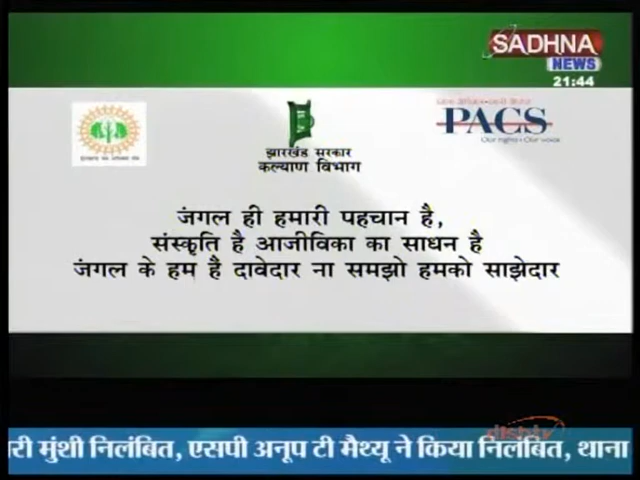 SADHNA
NEWS
21:44
झारखंड सरकार
कल्याण विभाग
PACS
Our rights • Our voice
जंगल ही हमारी पहचान है,
संस्कृति है आजीविका का साधन है
जंगल के हम है दावेदार ना समझो हमको साझेदार
dishtv
री मुंशी निलंबित, एसपी अनूप टी मैथ्यू ने किया निलंबित, थाना